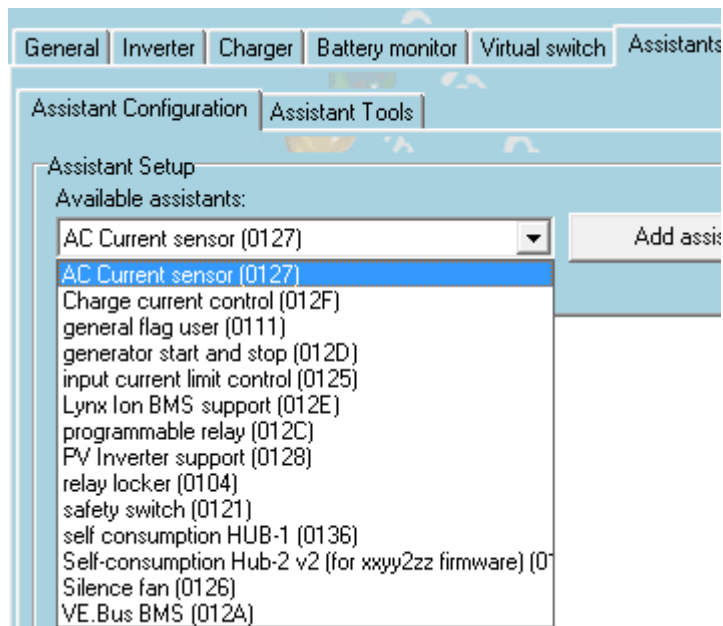 General Inverter Charger Battery monitor Virtual switch Assistants
Assistant Configuration Assistant Tools
Assistant Setup
Available assistants:
AC Current sensor (0127) Add
AC Current sensor (0127)
Charge current control (012F)
general flag user (0111)
generator start and stop (012D)
input current limit control (0125)
Lynx Ion BMS support (012E)
programmable relay (012C)
PV Inverter support (0128)
relay locker (0104)
safety switch (0121)
self consumption HUB-1 (0136)
Self-consumption Hub-2 v2 (for xxyy2zz firmware)
Silence fan (0126)
VE.Bus BMS (012A)